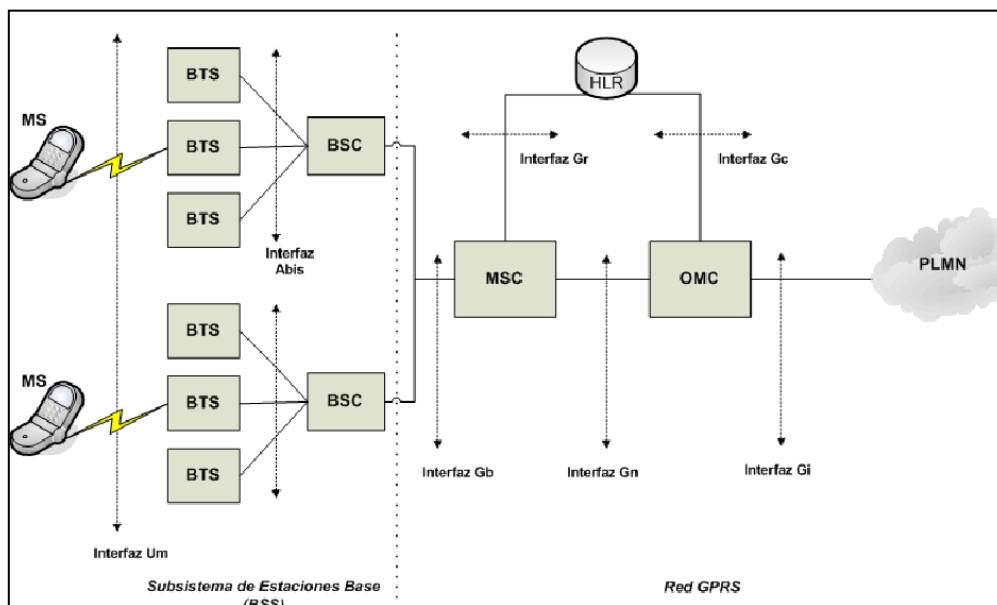 MS
BTS
BTS
BTS
BSC
Interfaz
Abis
MS
BTS
BTS
BTS
BSC
Interfaz Um
Subsistema de Estaciones Base
(BSS)
HLR
Interfaz Gr
Interfaz Gc
MSC
OMC
PLMN
Interfaz Gb
Interfaz Gn
Interfaz Gi
Red GPRS